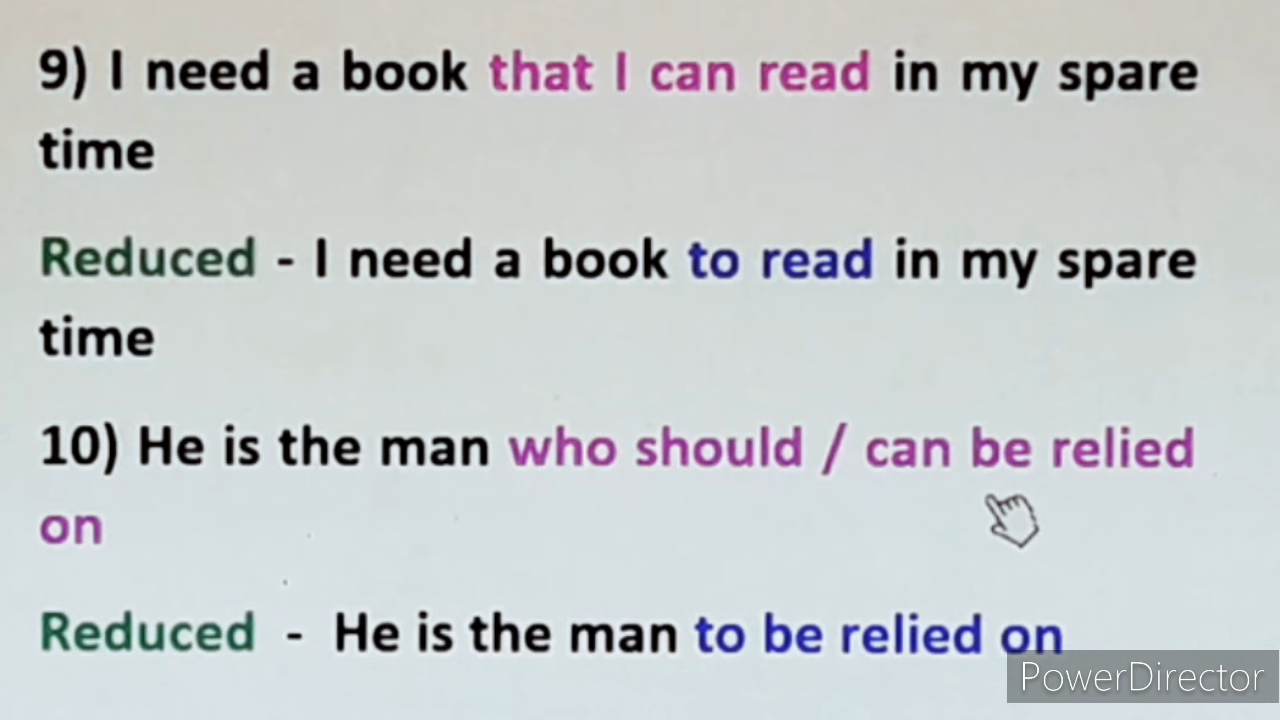 9) I need a book that I can read in my spare
time
Reduced - I need a book to read in my spare
time
10) He is the man who should / can be relied
on
Reduced - He is the man to be relied on
PowerDirector